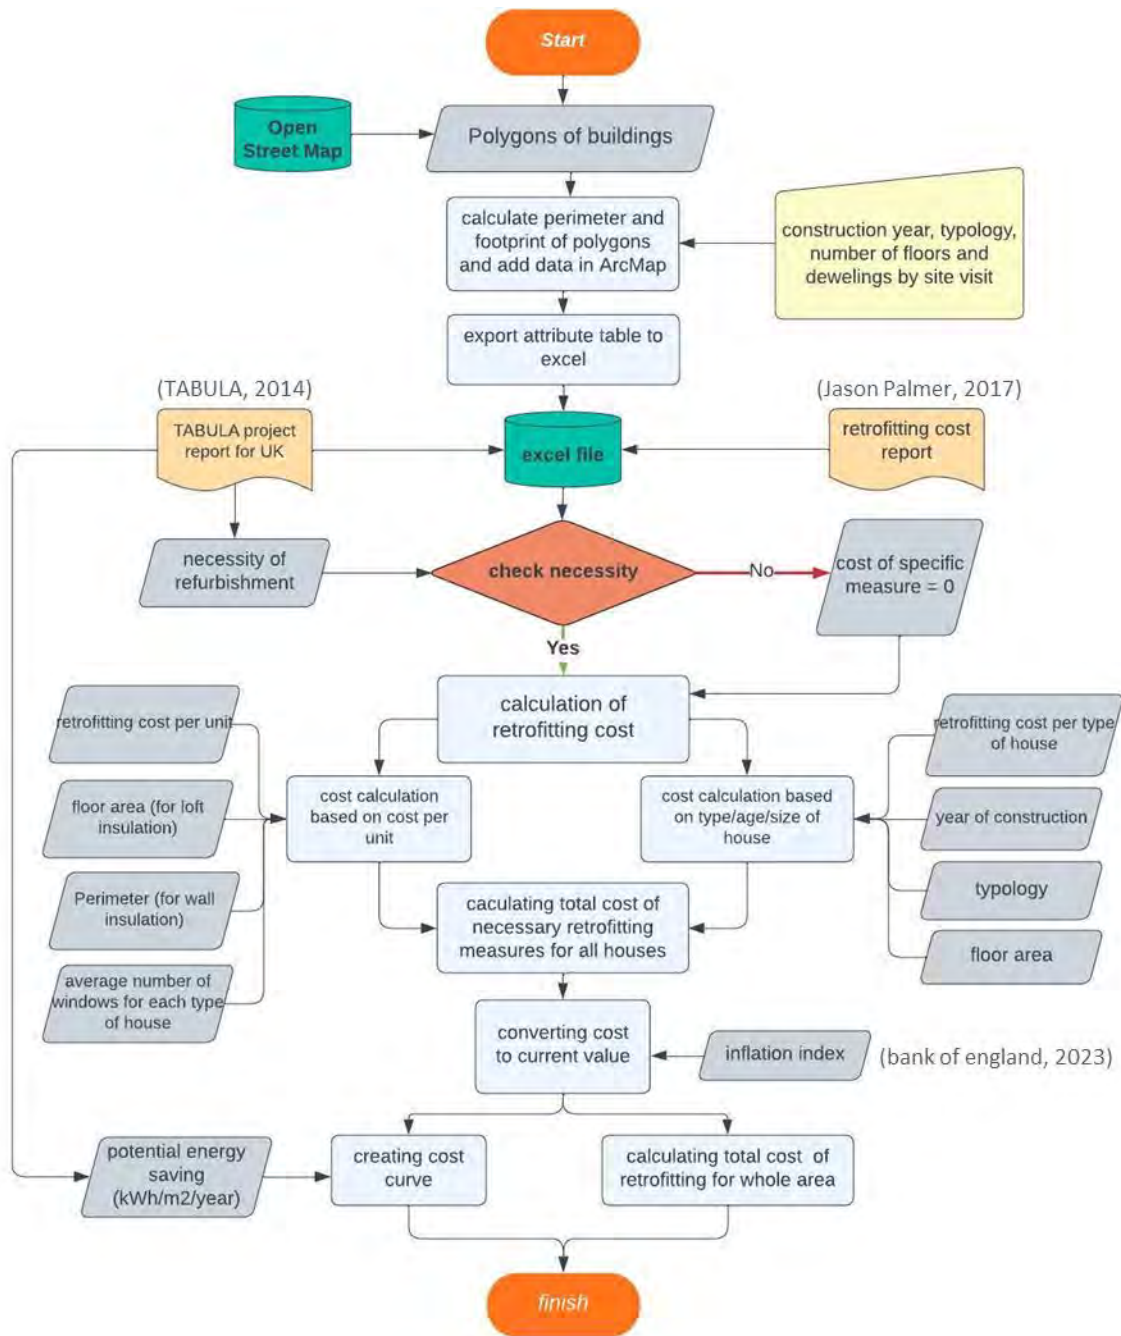 Start
Open
Street Map
Polygons of buildings
calculate perimeter and
footprint of polygons
and add data in ArcMap
construction year, typology,
number of floors and
dewelings by site visit
export attribute table to
excel
(TABULA, 2014)
(Jason Palmer, 2017)
TABULA project
report for UK
excel file
retrofitting cost
report
necessity of
refurbishment
check necessity
No
cost of specific
measure = 0
Yes
calculation of
retrofitting cost
retrofitting cost per unit
retrofitting cost per type
of house
floor area (for loft
insulation)
cost calculation
based on cost per
unit
cost calculation based
on type/age/size of
house
year of construction
Perimeter (for wall
insulation)
caculating total cost of
necessary retrofitting
measures for all houses
typology
floor area
average number of
windows for each type
of house
converting cost
to current value
inflation index
(bank of england, 2023)
potential energy
saving
(kWh/m2/year)
creating cost
curve
calculating total cost of
retrofitting for whole area
finish